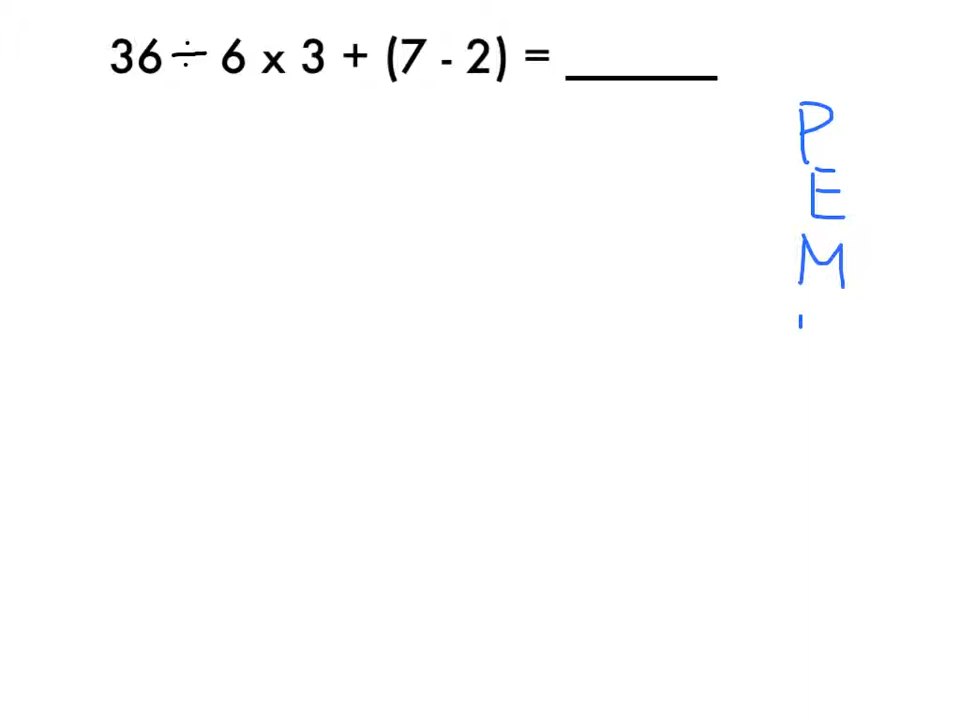 36 ÷ 6 x 3 + (7 - 2) = ______
P
E
M